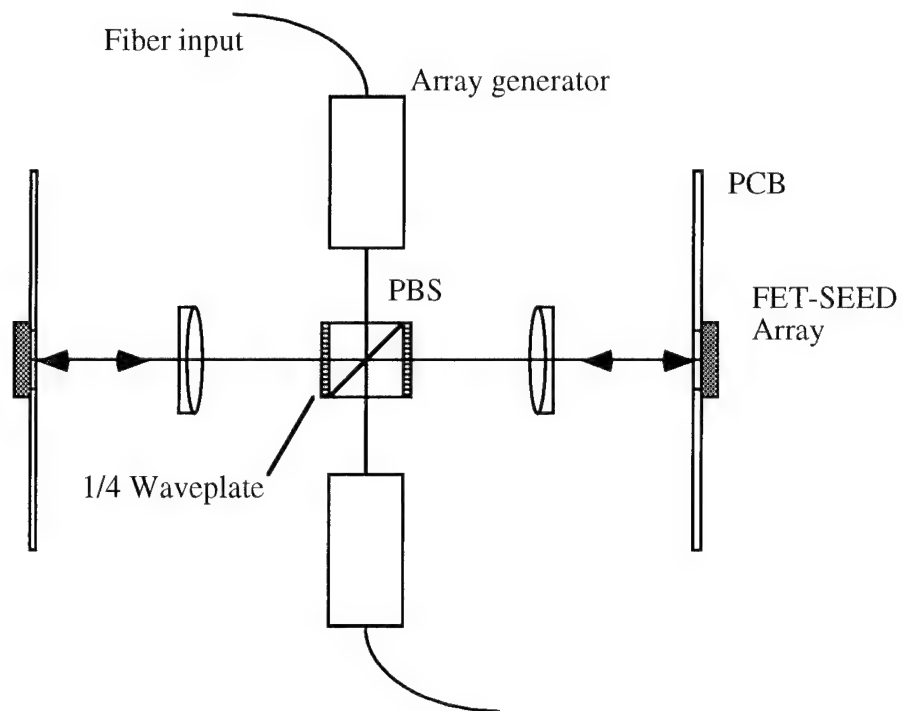 Fiber input
Array generator
PCB
PBS
FET-SEED
Array
1/4 Waveplate